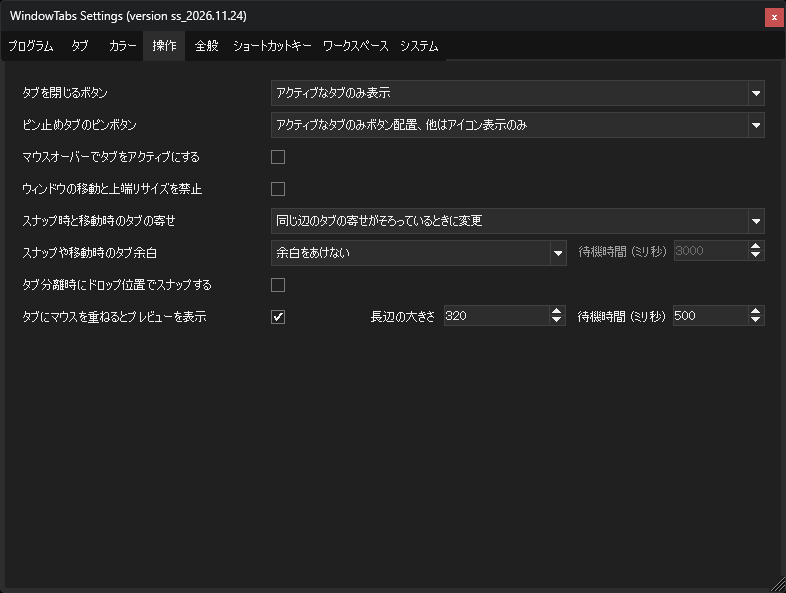 WindowTabs Settings (version ss_2026.11.24)
x
プログラム タブ カラー 操作 全般 ショートカットキー ワークスペース システム
タブを閉じるボタン アクティブなタブのみ表示
ピン止めタブのピンボタン アクティブなタブのみボタン配置、他はアイコン表示のみ
マウスオーバーでタブをアクティブにする
ウィンドウの移動と上端リサイズを禁止
スナップ時と移動時のタブの寄せ 同じ辺のタブの寄せがそろっているときに変更
スナップや移動時のタブ余白 余白をあけない 待機時間 (ミリ秒) 3000
タブ分離時にドロップ位置でスナップする
タブにマウスを重ねるとプレビューを表示 長辺の大きさ 320 待機時間 (ミリ秒) 500